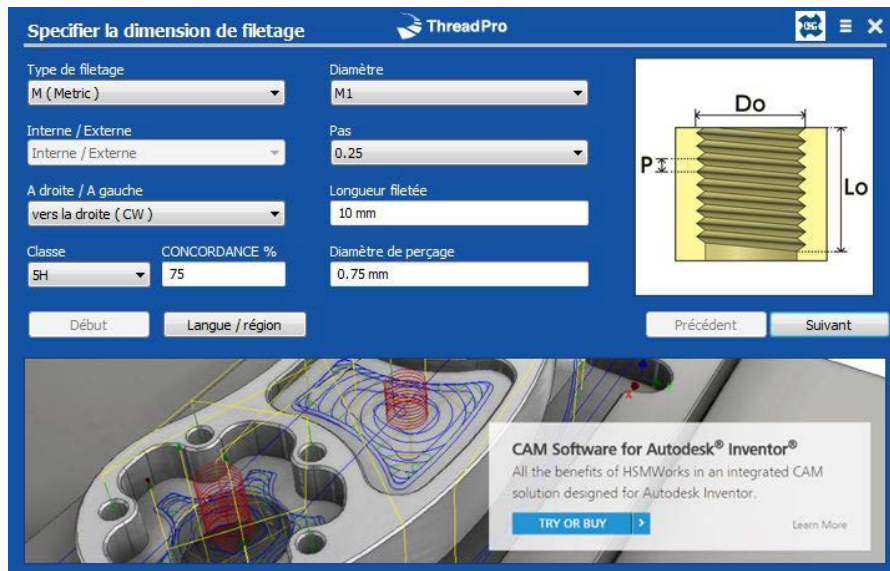 Specifier la dimension de filetage
ThreadPro
OSG
Type de filetage
M ( Metric )
Diamètre
M1
Interne / Externe
Interne / Externe
Pas
0.25
A droite / A gauche
vers la droite ( CW )
Longueur filetée
10 mm
Classe
5H
CONCORDANCE %
75
Diamètre de perçage
0.75 mm
Do
P
Lo
Début
Langue / région
Précédent
Suivant
CAM Software for Autodesk® Inventor®
All the benefits of HSMWorks in an integrated CAM
solution designed for Autodesk Inventor.
TRY OR BUY
Learn More
X